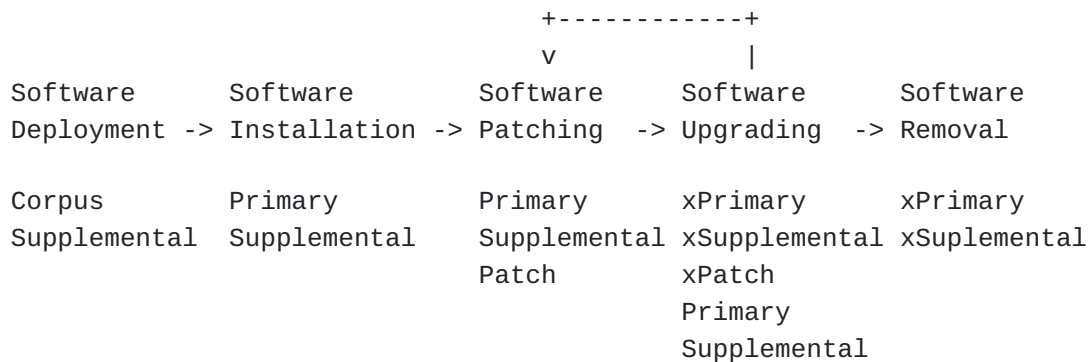 +------------+
v            |
Software      Software        Software     Software      Software
Deployment -> Installation -> Patching  -> Upgrading  -> Removal
Corpus        Primary         Primary      xPrimary      xPrimary
Supplemental  Supplemental    Supplemental xSupplemental xSuplemental
Patch        xPatch
Primary
Supplemental